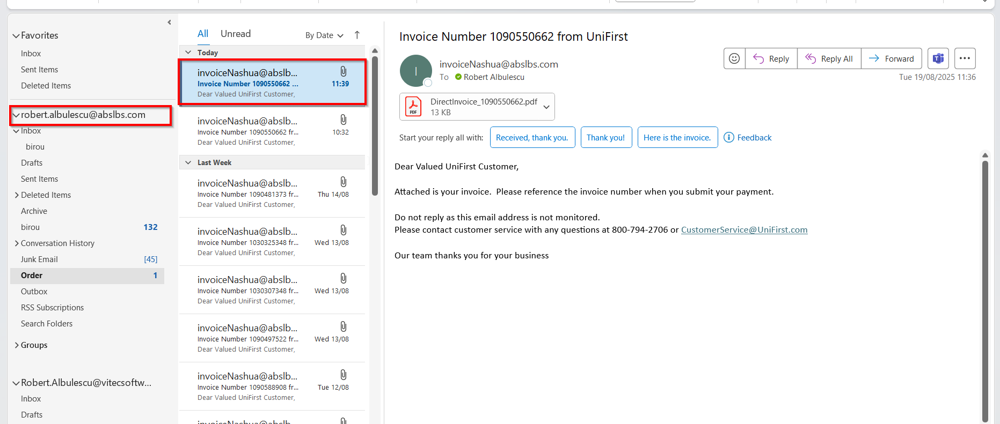 Favorites
Inbox
Sent Items
Deleted Items
robert.albulescu@abslbs.com
Inbox
birou
Drafts
Sent Items
Deleted Items
Archive
birou 132
Conversation History
Junk Email [45]
Order 1
Outbox
RSS Subscriptions
Search Folders
Groups
Robert.Albulescu@vitecsoftw...
Inbox
Drafts
All Unread By Date
Today
invoiceNashua@abslb...
Invoice Number 1090550662 ... 11:39
Dear Valued UniFirst Customer,
invoiceNashua@abslb...
Invoice Number 1090550662 fr... 10:32
Dear Valued UniFirst Customer,
Last Week
invoiceNashua@abslb...
Invoice Number 1090481373 fr... Thu 14/08
Dear Valued UniFirst Customer,
invoiceNashua@abslb...
Invoice Number 1030325348 fr... Wed 13/08
Dear Valued UniFirst Customer,
invoiceNashua@abslb...
Invoice Number 1030307348 fr... Wed 13/08
Dear Valued UniFirst Customer,
invoiceNashua@abslb...
Invoice Number 1090497522 fr... Wed 13/08
Dear Valued UniFirst Customer,
invoiceNashua@abslb...
Invoice Number 1090588908 fr... Tue 12/08
Dear Valued UniFirst Customer,
invoiceNashua@abslb...
Invoice Number 1090550662 from UniFirst
I
invoiceNashua@abslbs.com
To Robert Albulescu
Reply Reply All Forward
Tue 19/08/2025 11:36
PDF
DirectInvoice_1090550662.pdf
13 KB
Start your reply all with: Received, thank you. Thank you! Here is the invoice. Feedback
Dear Valued UniFirst Customer,
Attached is your invoice.  Please reference the invoice number when you submit your payment.
Do not reply as this email address is not monitored.
Please contact customer service with any questions at 800-794-2706 or CustomerService@UniFirst.com
Our team thanks you for your business